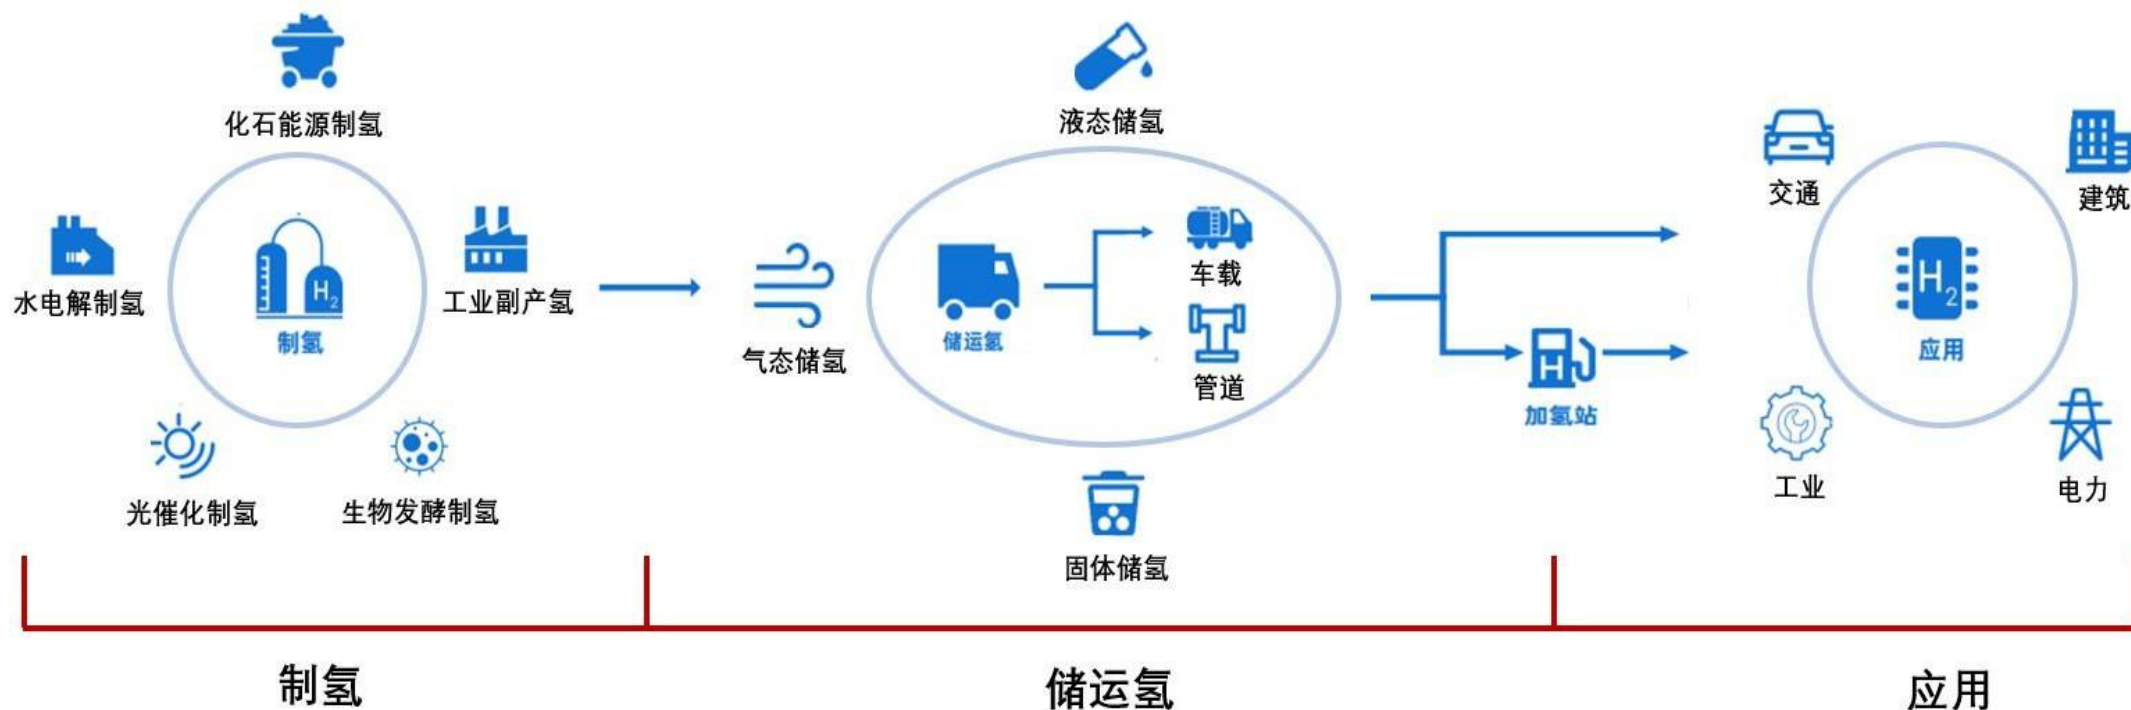 化石能源制氢
水电解制氢
H2
制氢
工业副产氢
光催化制氢
生物发酵制氢
液态储氢
气态储氢
储运氢
车载
管道
固体储氢
H
加氢站
交通
建筑
H2
应用
工业
电力
制氢
储运氢
应用